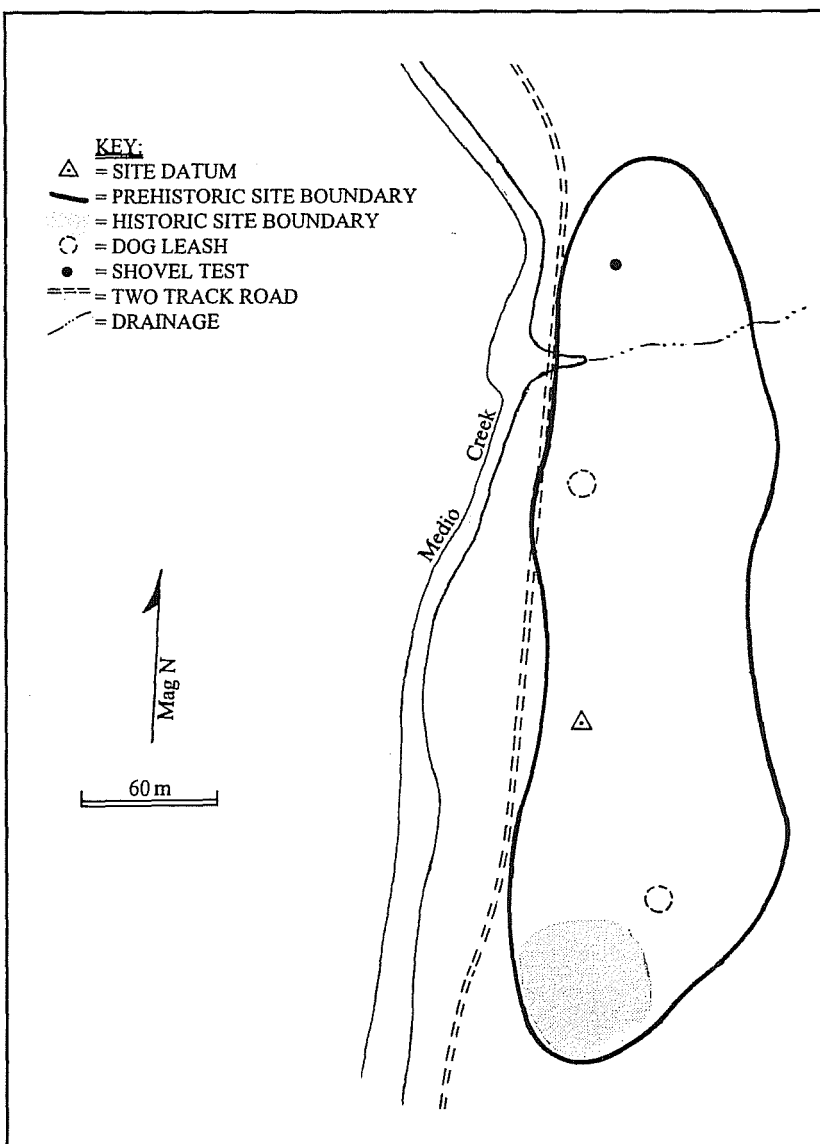 KEY:
= SITE DATUM
= PREHISTORIC SITE BOUNDARY
= HISTORIC SITE BOUNDARY
= DOG LEASH
= SHOVEL TEST
= TWO TRACK ROAD
= DRAINAGE
Medio Creek
Mag N
60 m